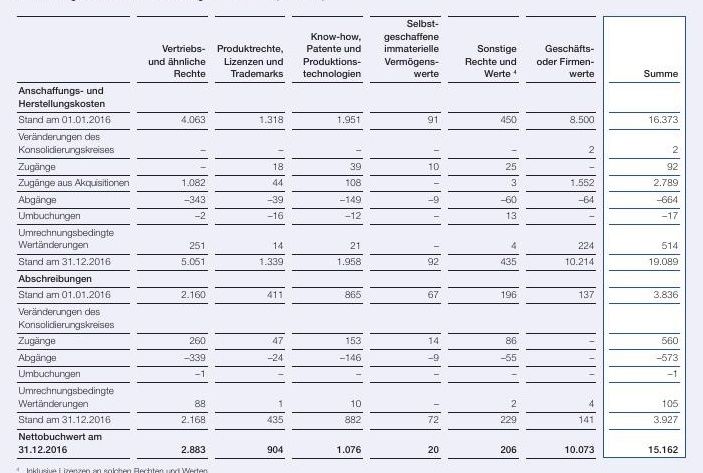 Vertriebs- und ähnliche Rechte Produktrechte, Lizenzen und Trademarks Know-how, Patente und Produktions- technologien Selbst- geschaffene immaterielle Vermögens- werte Sonstige Rechte und Werte 4 Geschäfts- oder Firmen- werte Summe
Anschaffungs- und
Herstellungskosten
Stand am 01.01.2016 4.063 1.318 1.951 91 450 8.500 16.373
Veränderungen des
Konsolidierungskreises – – – – – 2 2
Zugänge – 18 39 10 25 – 92
Zugänge aus Akquisitionen 1.082 44 108 – 3 1.552 2.789
Abgänge –343 –39 –149 –9 –60 –64 –664
Umbuchungen –2 –16 –12 – 13 – –17
Umrechnungsbedingte
Wertänderungen 251 14 21 – 4 224 514
Stand am 31.12.2016 5.051 1.339 1.958 92 435 10.214 19.089
Abschreibungen
Stand am 01.01.2016 2.160 411 865 67 196 137 3.836
Veränderungen des
Konsolidierungskreises
Zugänge 260 47 153 14 86 – 560
Abgänge –339 –24 –146 –9 –55 – –573
Umbuchungen –1 – – – – – –1
Umrechnungsbedingte
Wertänderungen 88 1 10 – 2 4 105
Stand am 31.12.2016 2.168 435 882 72 229 141 3.927
Nettobuchwert am
31.12.2016 2.883 904 1.076 20 206 10.073 15.162
4 Inklusive Lizenzen an solchen Rechten und Werten